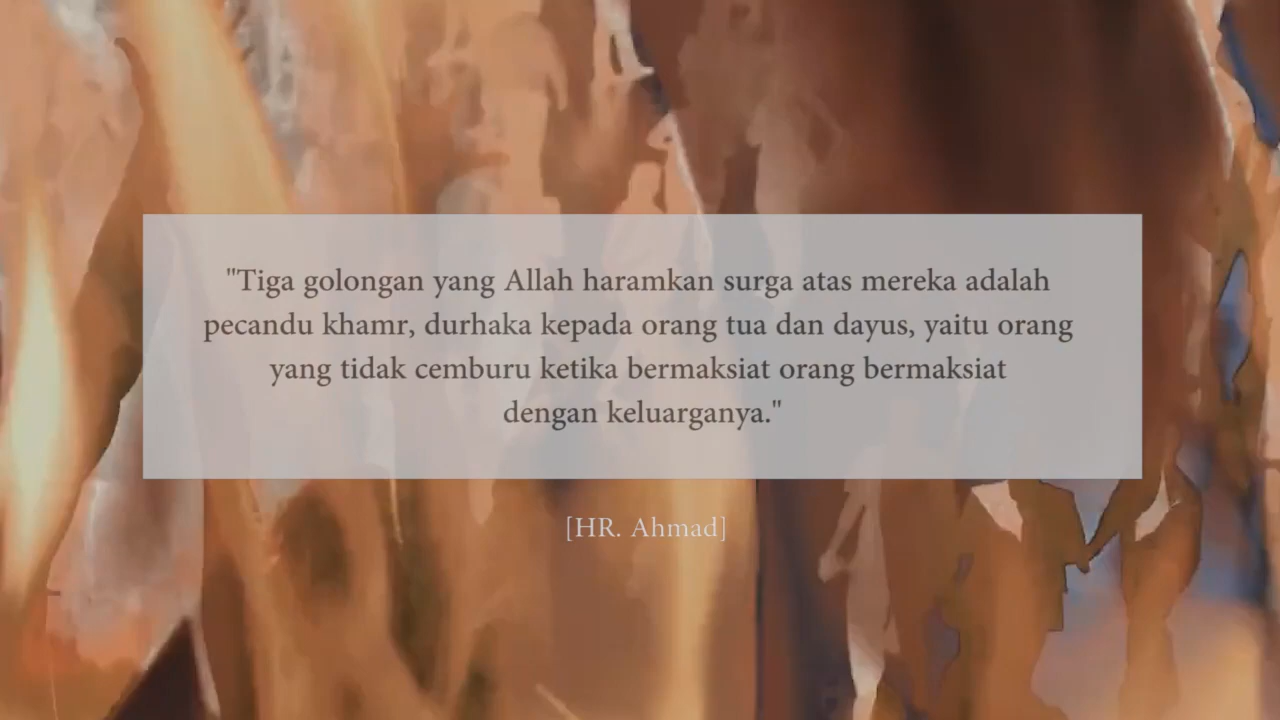 "Tiga golongan yang Allah haramkan surga atas mereka adalah
pecandu khamr, durhaka kepada orang tua dan dayus, yaitu orang
yang tidak cemburu ketika bermaksiat orang bermaksiat
dengan keluarganya."
[HR. Ahmad]